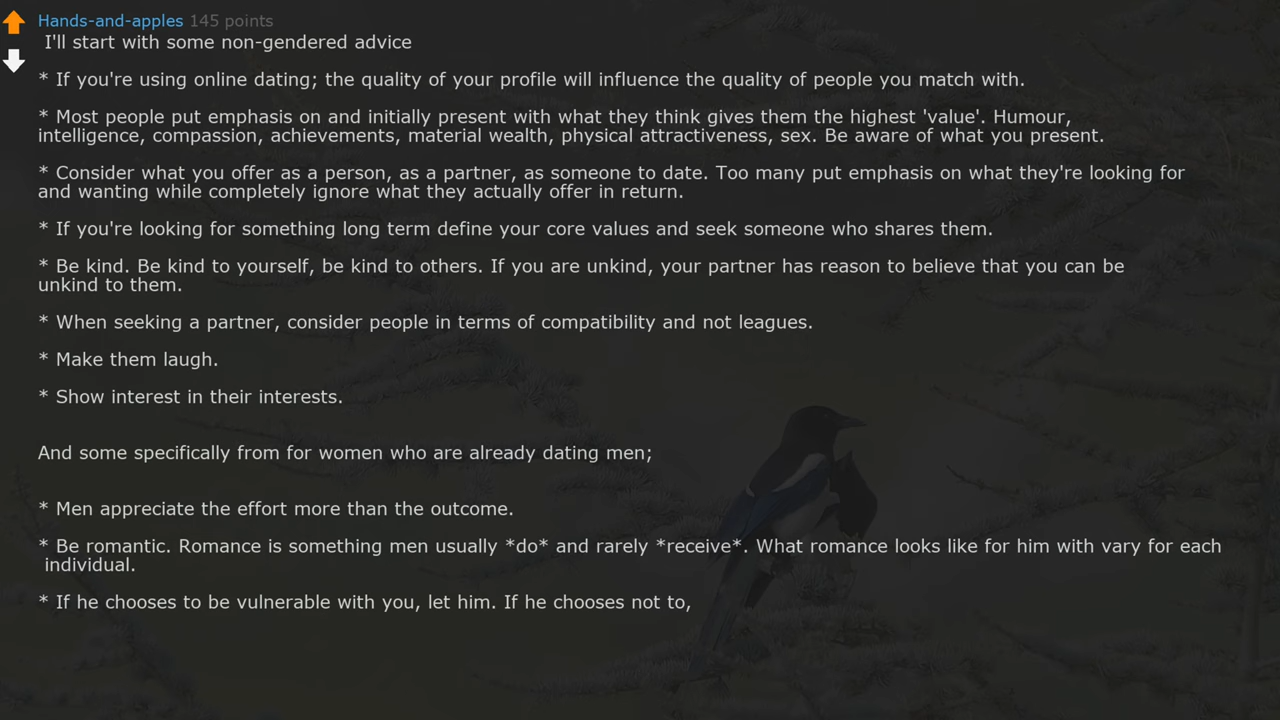 Hands-and-apples 145 points
I'll start with some non-gendered advice
* If you're using online dating; the quality of your profile will influence the quality of people you match with.
* Most people put emphasis on and initially present with what they think gives them the highest 'value'. Humour,
intelligence, compassion, achievements, material wealth, physical attractiveness, sex. Be aware of what you present.
* Consider what you offer as a person, as a partner, as someone to date. Too many put emphasis on what they're looking for
and wanting while completely ignore what they actually offer in return.
* If you're looking for something long term define your core values and seek someone who shares them.
* Be kind. Be kind to yourself, be kind to others. If you are unkind, your partner has reason to believe that you can be
unkind to them.
* When seeking a partner, consider people in terms of compatibility and not leagues.
* Make them laugh.
* Show interest in their interests.
And some specifically from for women who are already dating men;
* Men appreciate the effort more than the outcome.
* Be romantic. Romance is something men usually *do* and rarely *receive*. What romance looks like for him with vary for each
individual.
* If he chooses to be vulnerable with you, let him. If he chooses not to,